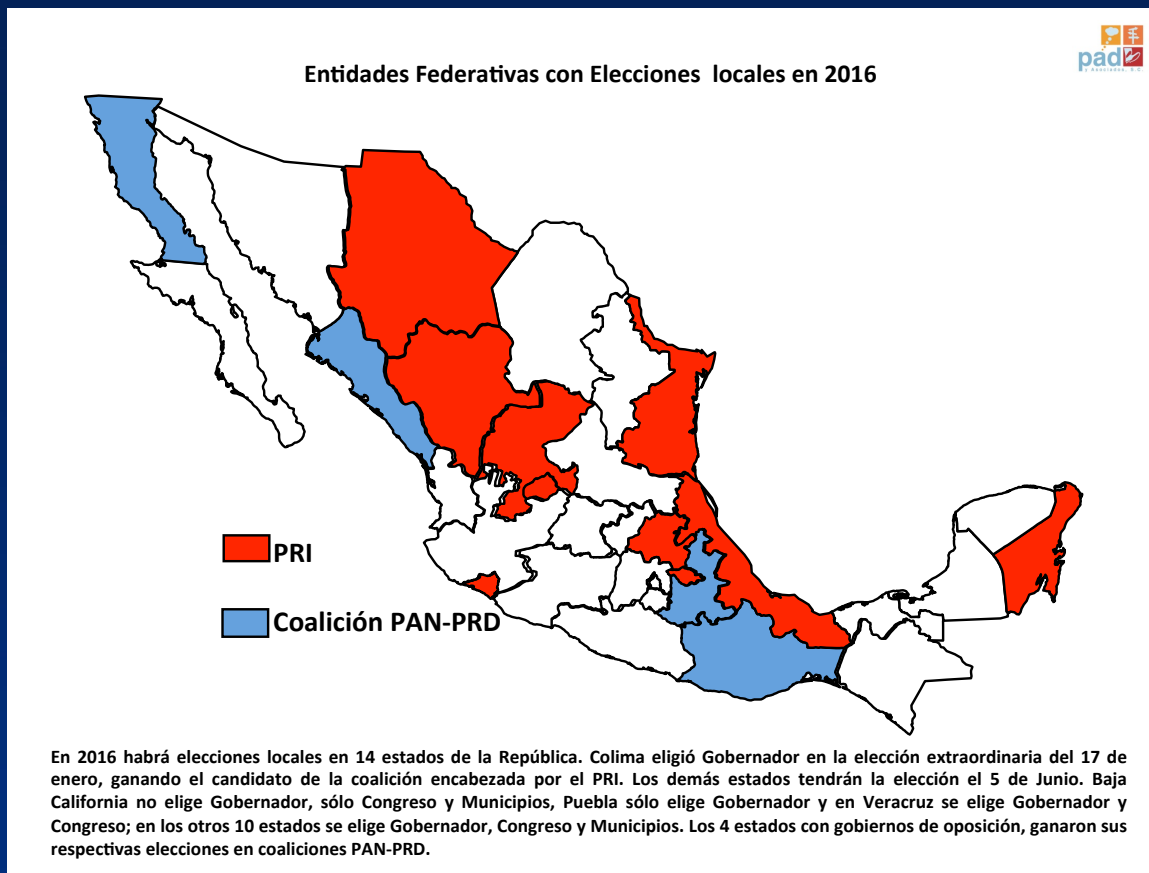 pad
y Asociados, S.C.
Entidades Federativas con Elecciones locales en 2016
PRI
Coalición PAN-PRD
En 2016 habrá elecciones locales en 14 estados de la República. Colima eligió Gobernador en la elección extraordinaria del 17 de
enero, ganando el candidato de la coalición encabezada por el PRI. Los demás estados tendrán la elección el 5 de Junio. Baja
California no elige Gobernador, sólo Congreso y Municipios, Puebla sólo elige Gobernador y en Veracruz se elige Gobernador y
Congreso; en los otros 10 estados se elige Gobernador, Congreso y Municipios. Los 4 estados con gobiernos de oposición, ganaron sus
respectivas elecciones en coaliciones PAN-PRD.